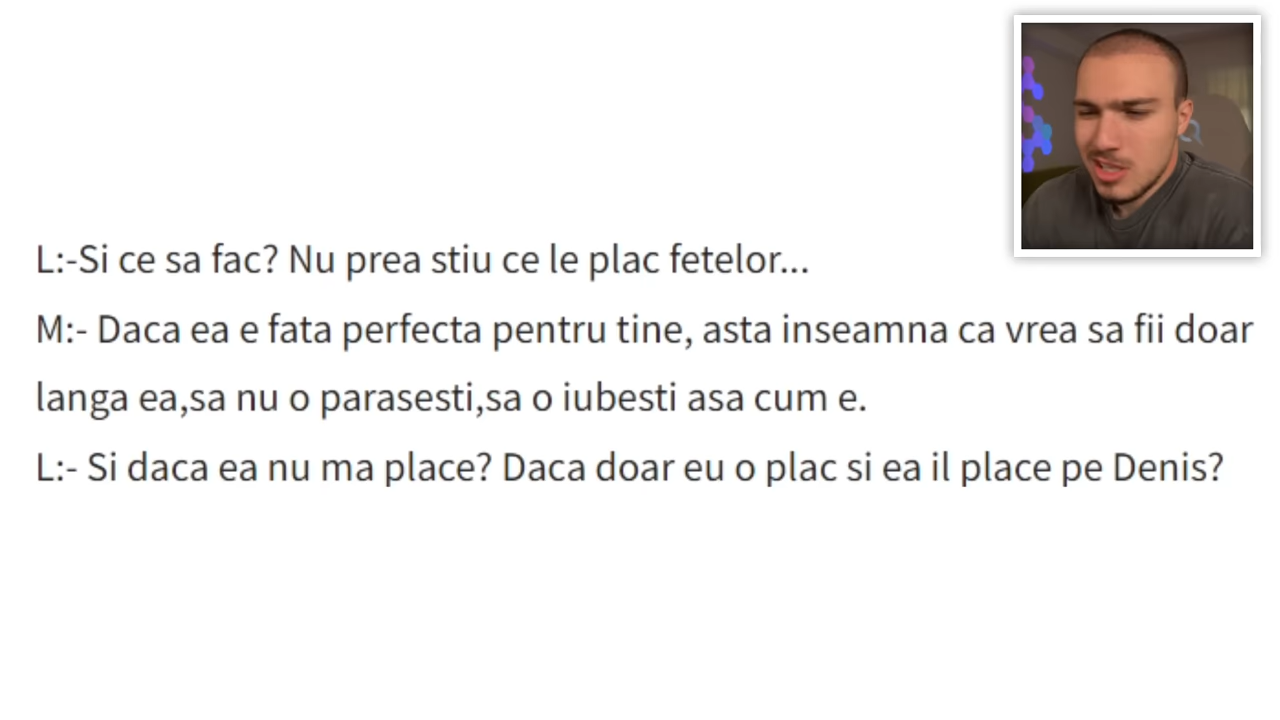 L:-Si ce sa fac? Nu prea stiu ce le plac fetelor...
M:- Daca ea e fata perfecta pentru tine, asta inseamna ca vrea sa fii doar
langa ea,sa nu o parasesti,sa o iubesti asa cum e.
L:- Si daca ea nu ma place? Daca doar eu o plac si ea il place pe Denis?